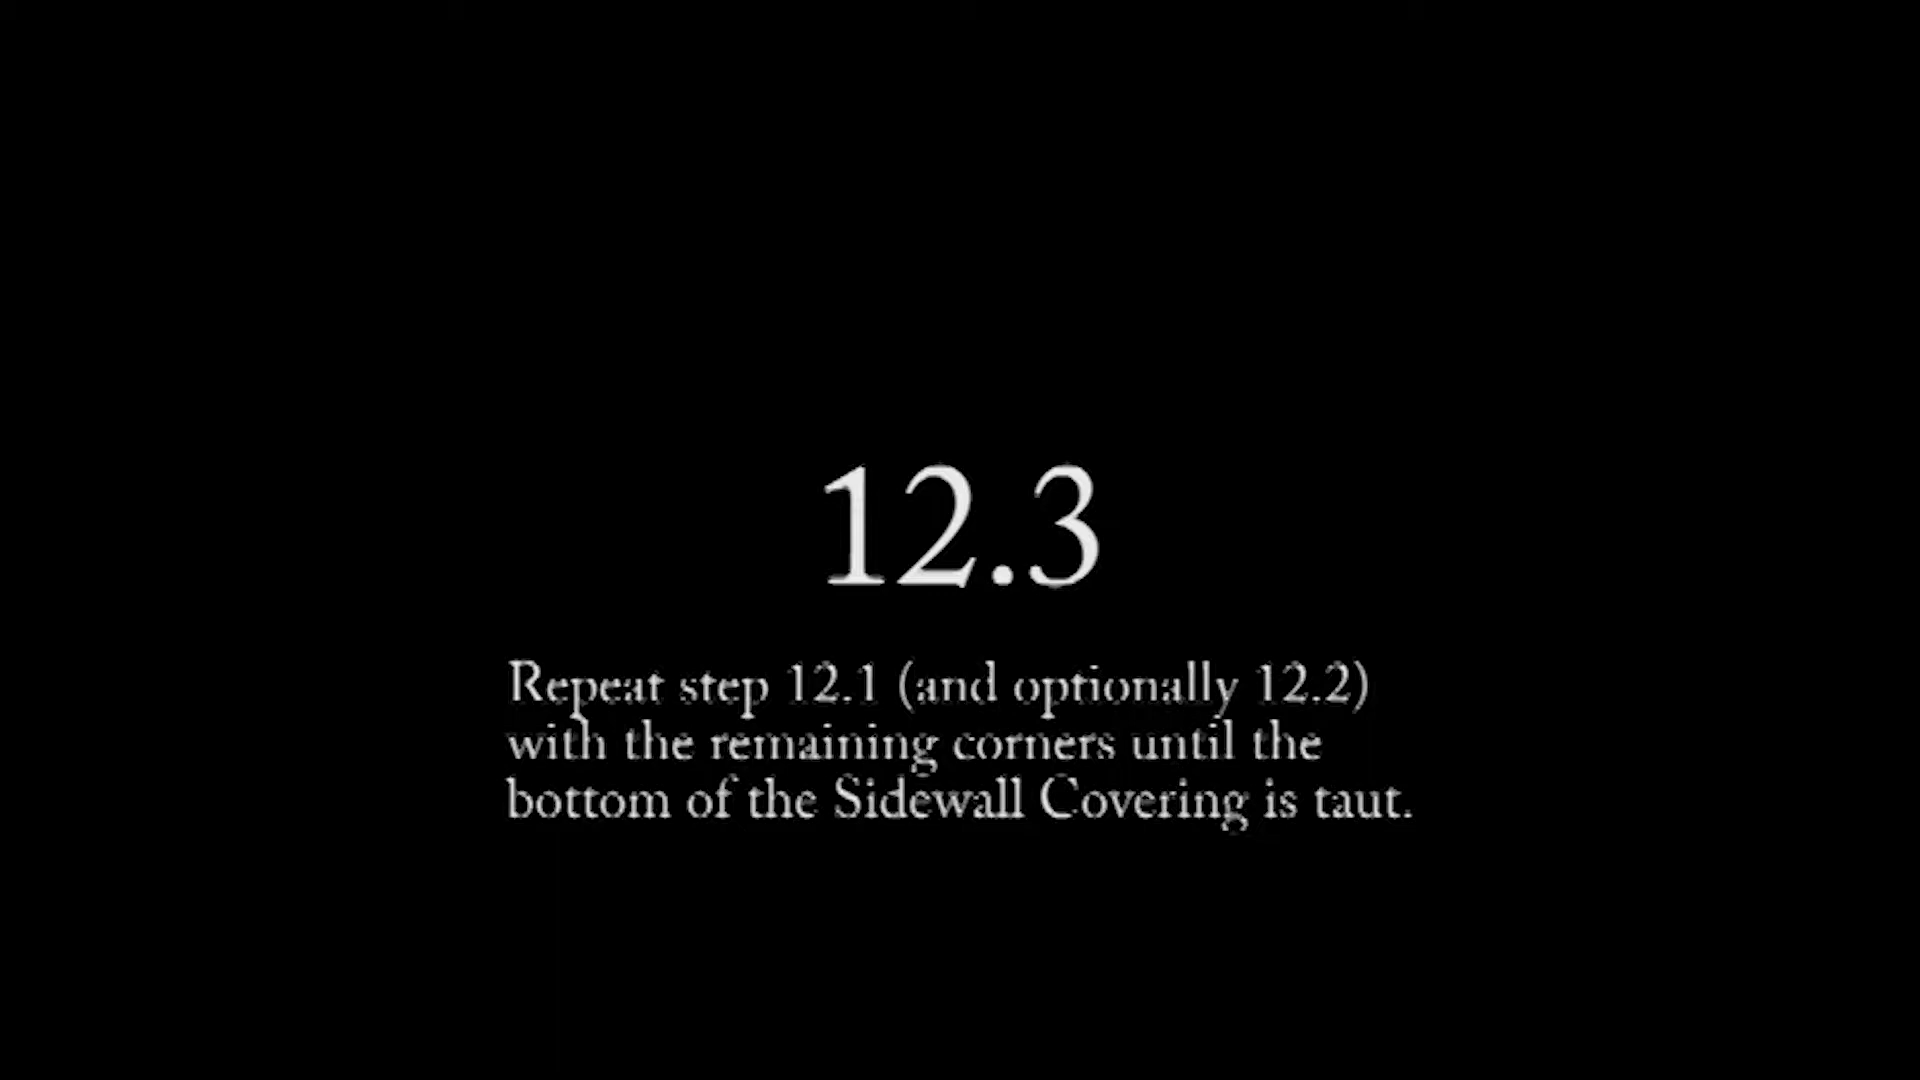 12.3
Repeat step 12.1 (and optionally 12.2)
with the remaining corners until the
bottom of the Sidewall Covering is taut.